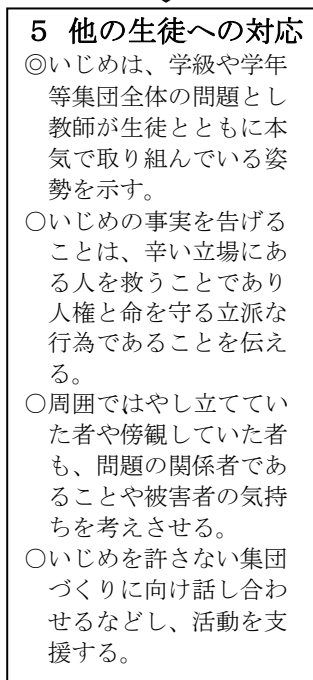 ５ 他の生徒への対応
◎いじめは、学級や学年
等集団全体の問題とし
教師が生徒とともに本
気で取り組んでいる姿
勢を示す。
○いじめの事実を告げる
ことは、辛い立場にあ
る人を救うことであり
人権と命を守る立派な
行為であることを伝え
る。
○周囲ではやし立ててい
た者や傍観していた者
も、問題の関係者であ
ることや被害者の気持
ちを考えさせる。
○いじめを許さない集団
づくりに向け話し合わ
せるなどし、活動を支
援する。